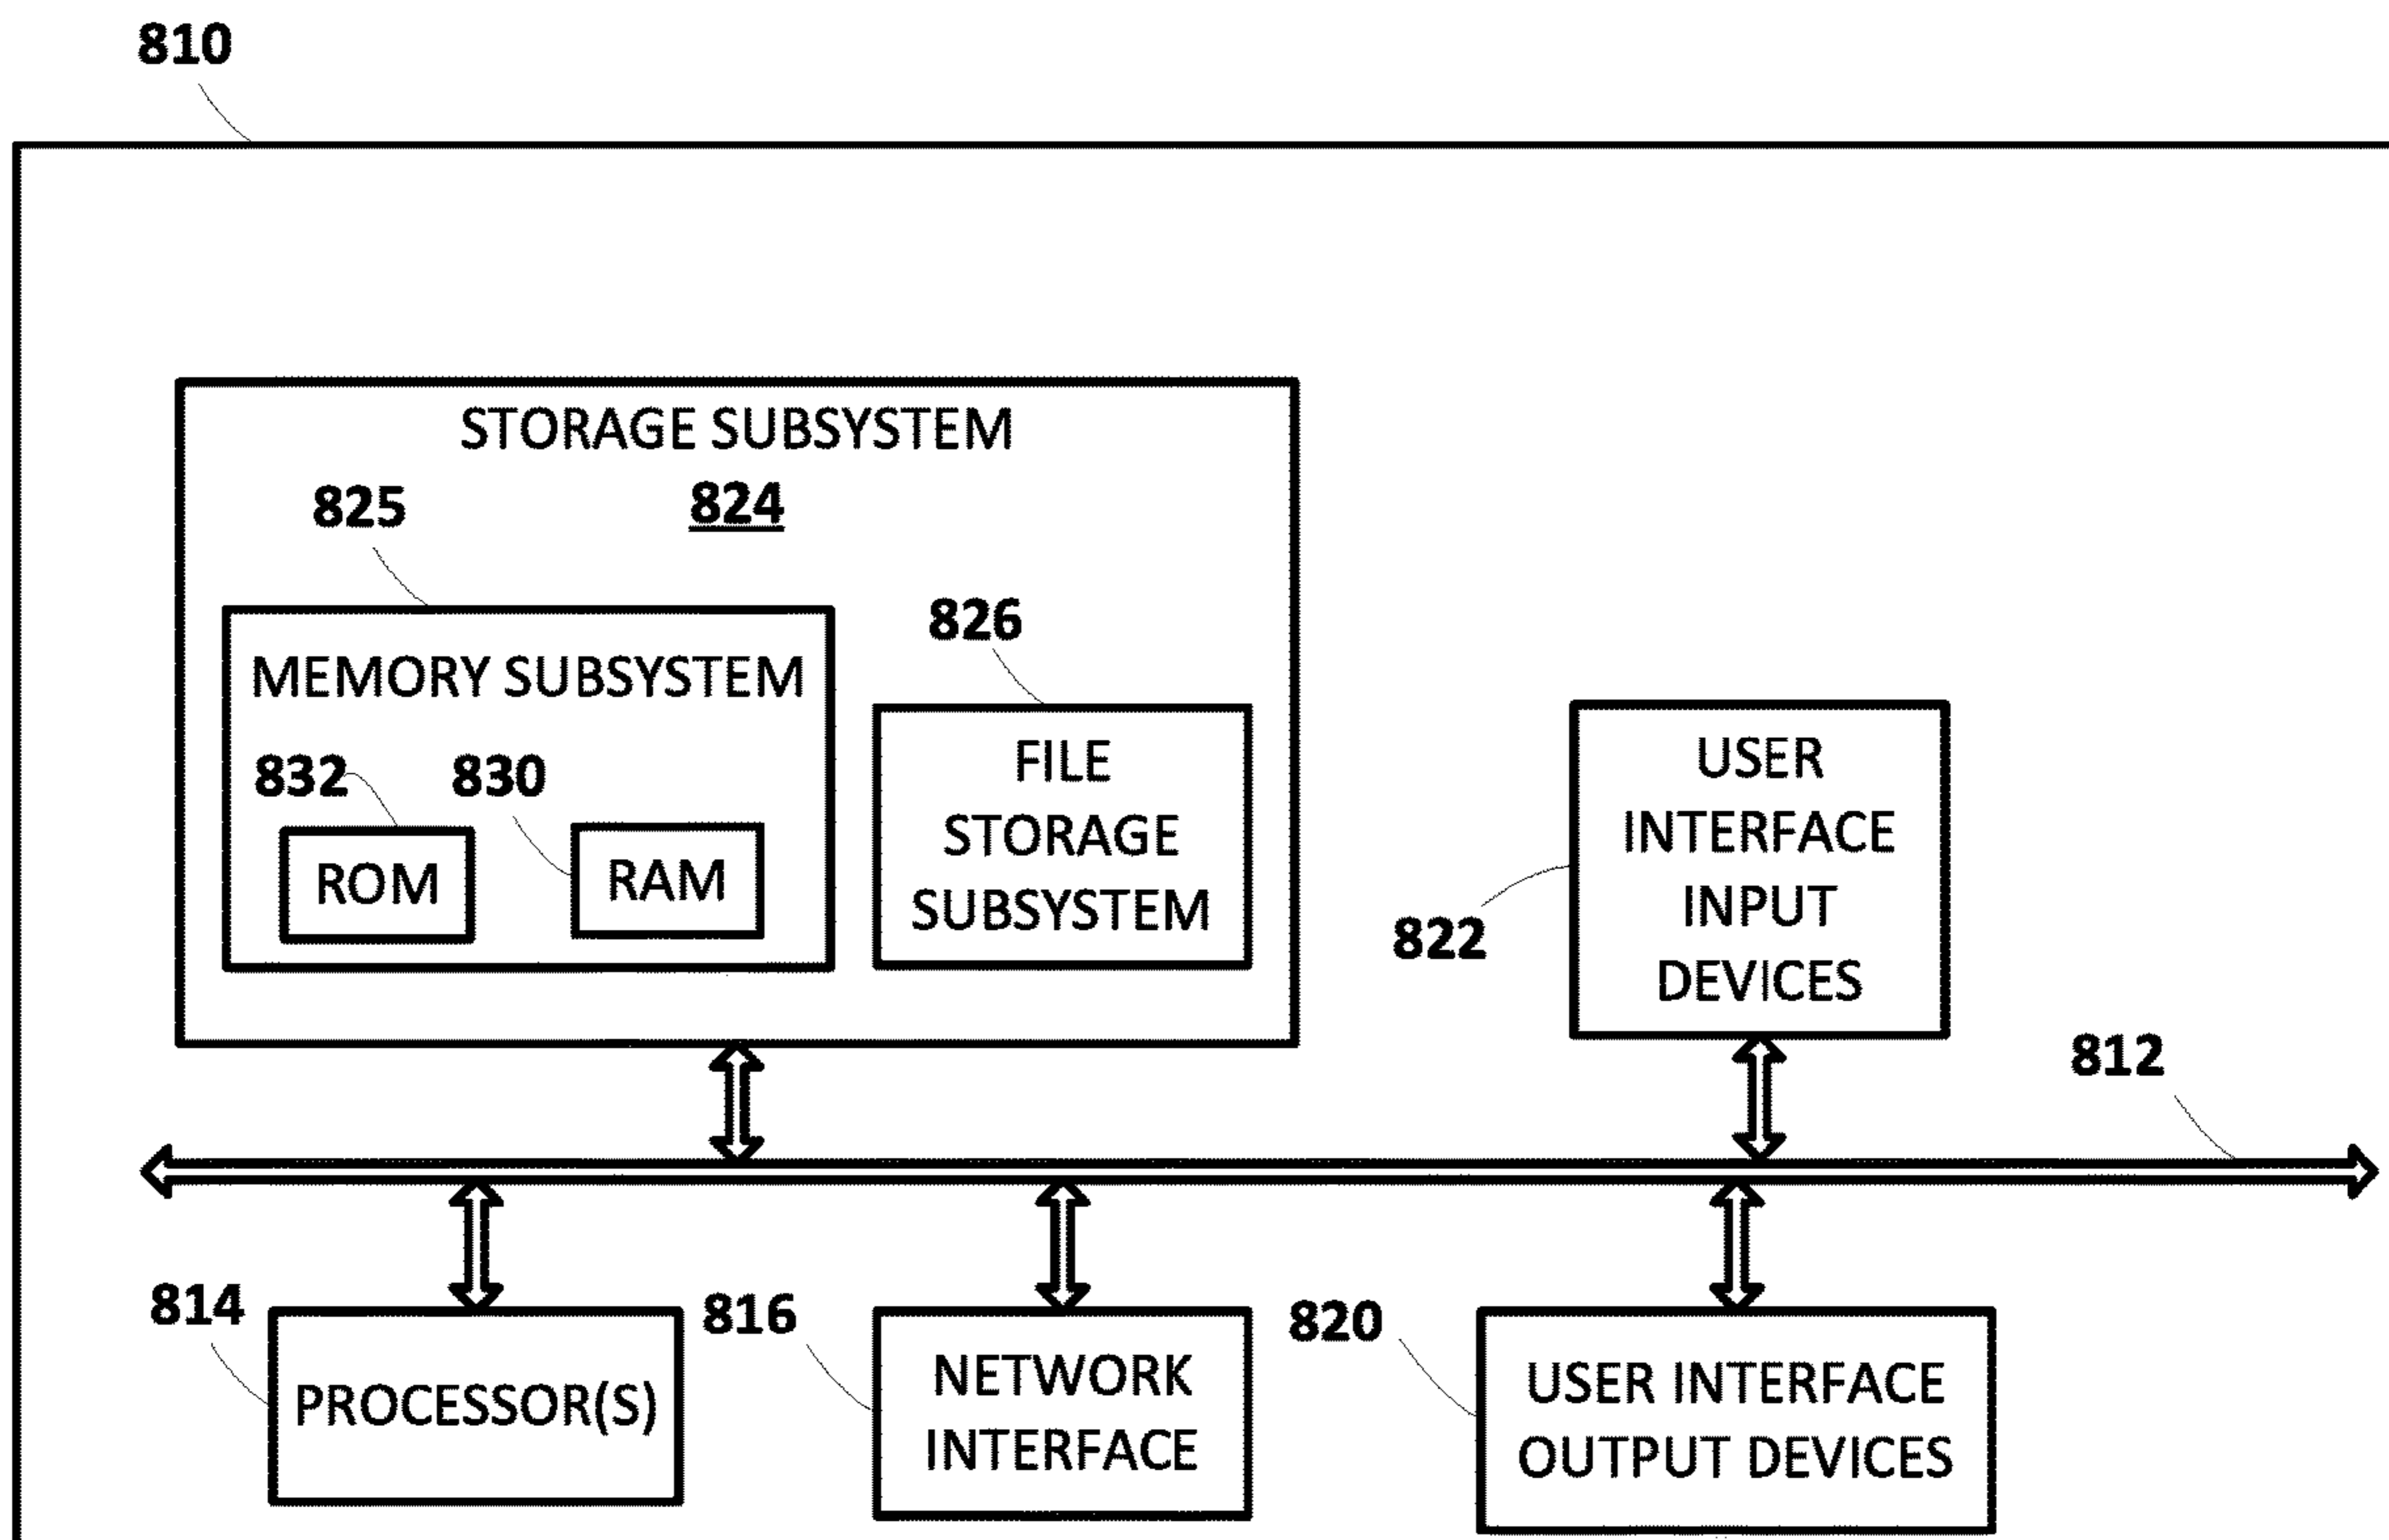 810
STORAGE SUBSYSTEM
825
824
826
MEMORY SUBSYSTEM
832
830
ROM
RAM
FILE
STORAGE
SUBSYSTEM
USER
INTERFACE
INPUT
DEVICES
822
812
814
PROCESSOR(S)
816
NETWORK
INTERFACE
820
USER INTERFACE
OUTPUT DEVICES